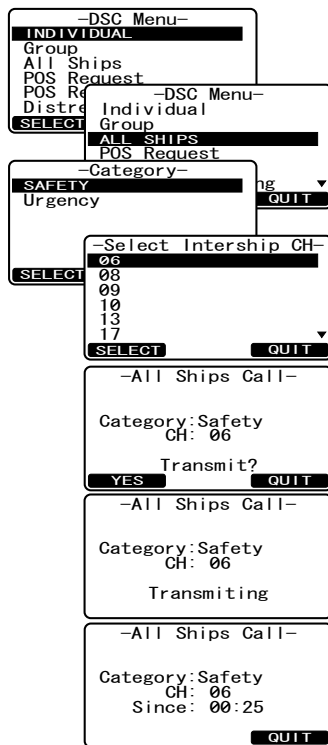 -DSC Menu-
INDIVIDUAL
Group
All Ships
POS Request
POS Re
Distre
SELECT
-DSC Menu-
Individual
Group
ALL SHIPS
POS Request
ng ▼
QUIT
-Category-
SAFETY
Urgency
SELECT
-Select Intership CH-
06
08
09
10
13
17 ▼
SELECT QUIT
-All Ships Call-
Category:Safety
CH: 06
Transmit?
YES QUIT
-All Ships Call-
Category:Safety
CH: 06
Transmiting
-All Ships Call-
Category:Safety
CH: 06
Since: 00:25
QUIT